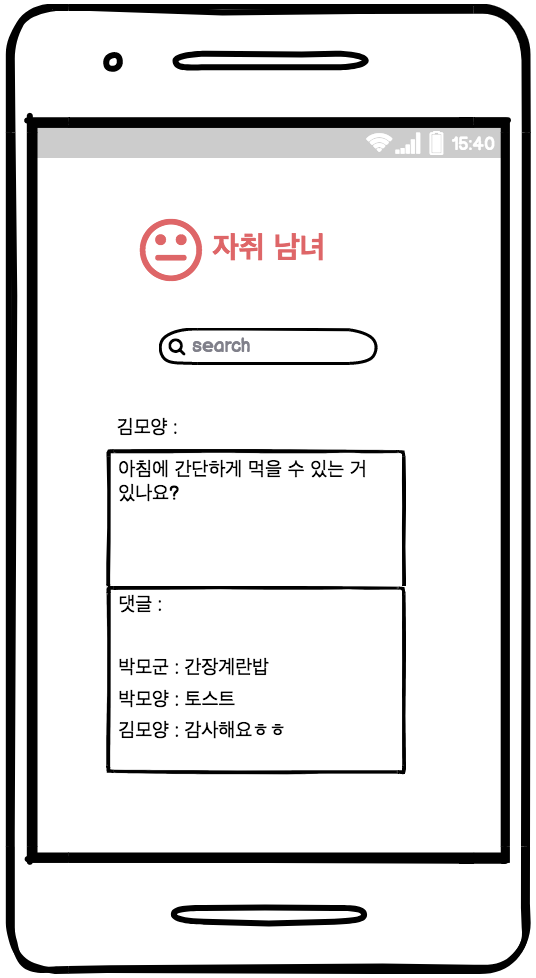 15:40
자취 남녀
search
김모양 :
아침에 간단하게 먹을 수 있는 거
있나요?
댓글 :
박모군 : 간장계란밥
박모양 : 토스트
김모양 : 감사해요ㅎㅎ